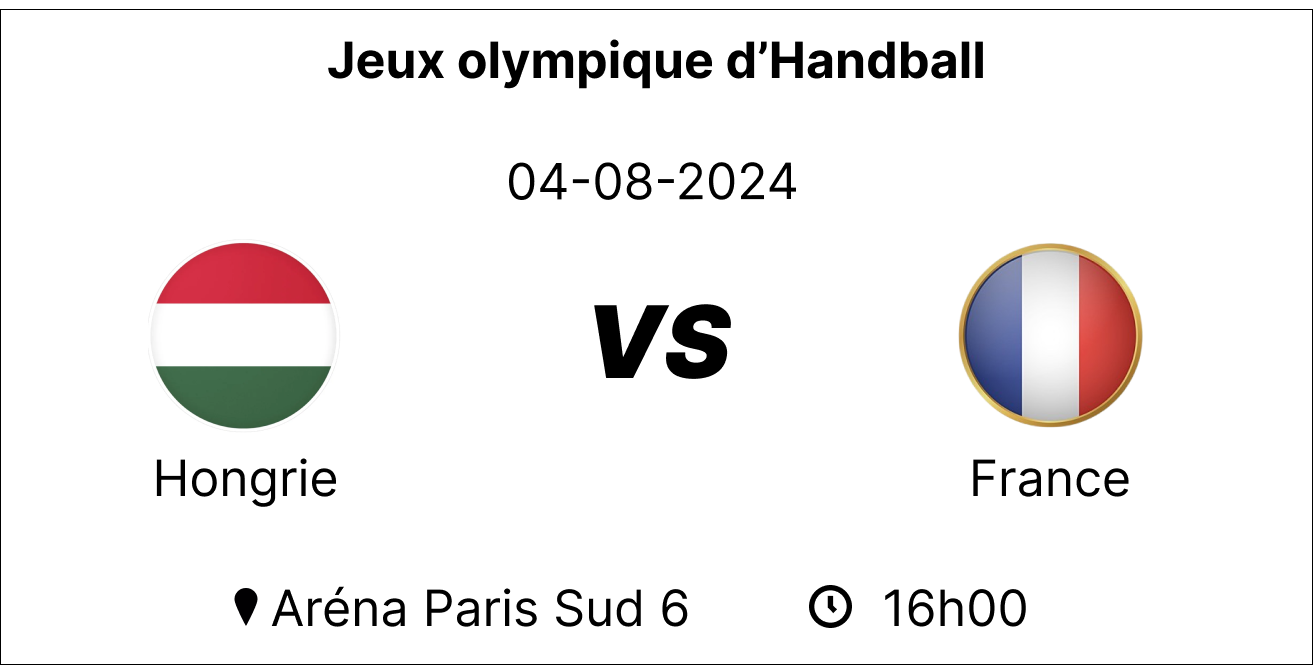 Jeux olympique d’Handball
04-08-2024
VS
Hongrie
France
Aréna Paris Sud 6
16h00